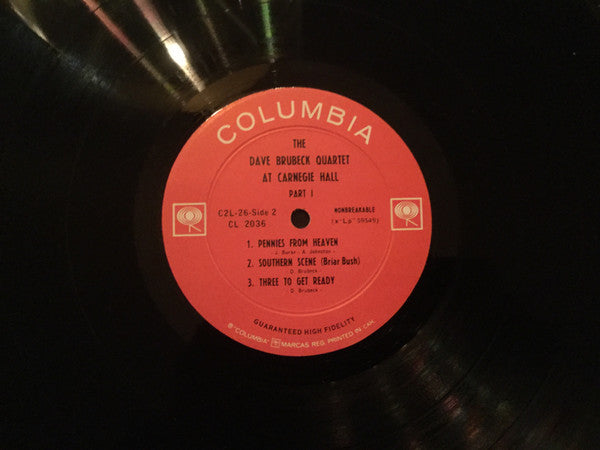 COLUMBIA
THE
DAVE BRUBECK QUARTET
AT CARNEGIE HALL
PART I
C2L-26-Side 2
CL 2036
NONBREAKABLE
1. PENNIES FROM HEAVEN
2. SOUTHERN SCENE (Briar Bush)
- D. Brubeck -
3. THREE TO GET READY
- D. Brubeck -
GUARANTEED HIGH FIDELITY
® "COLUMBIA" MARCAS REG. PRINTED IN CAN.